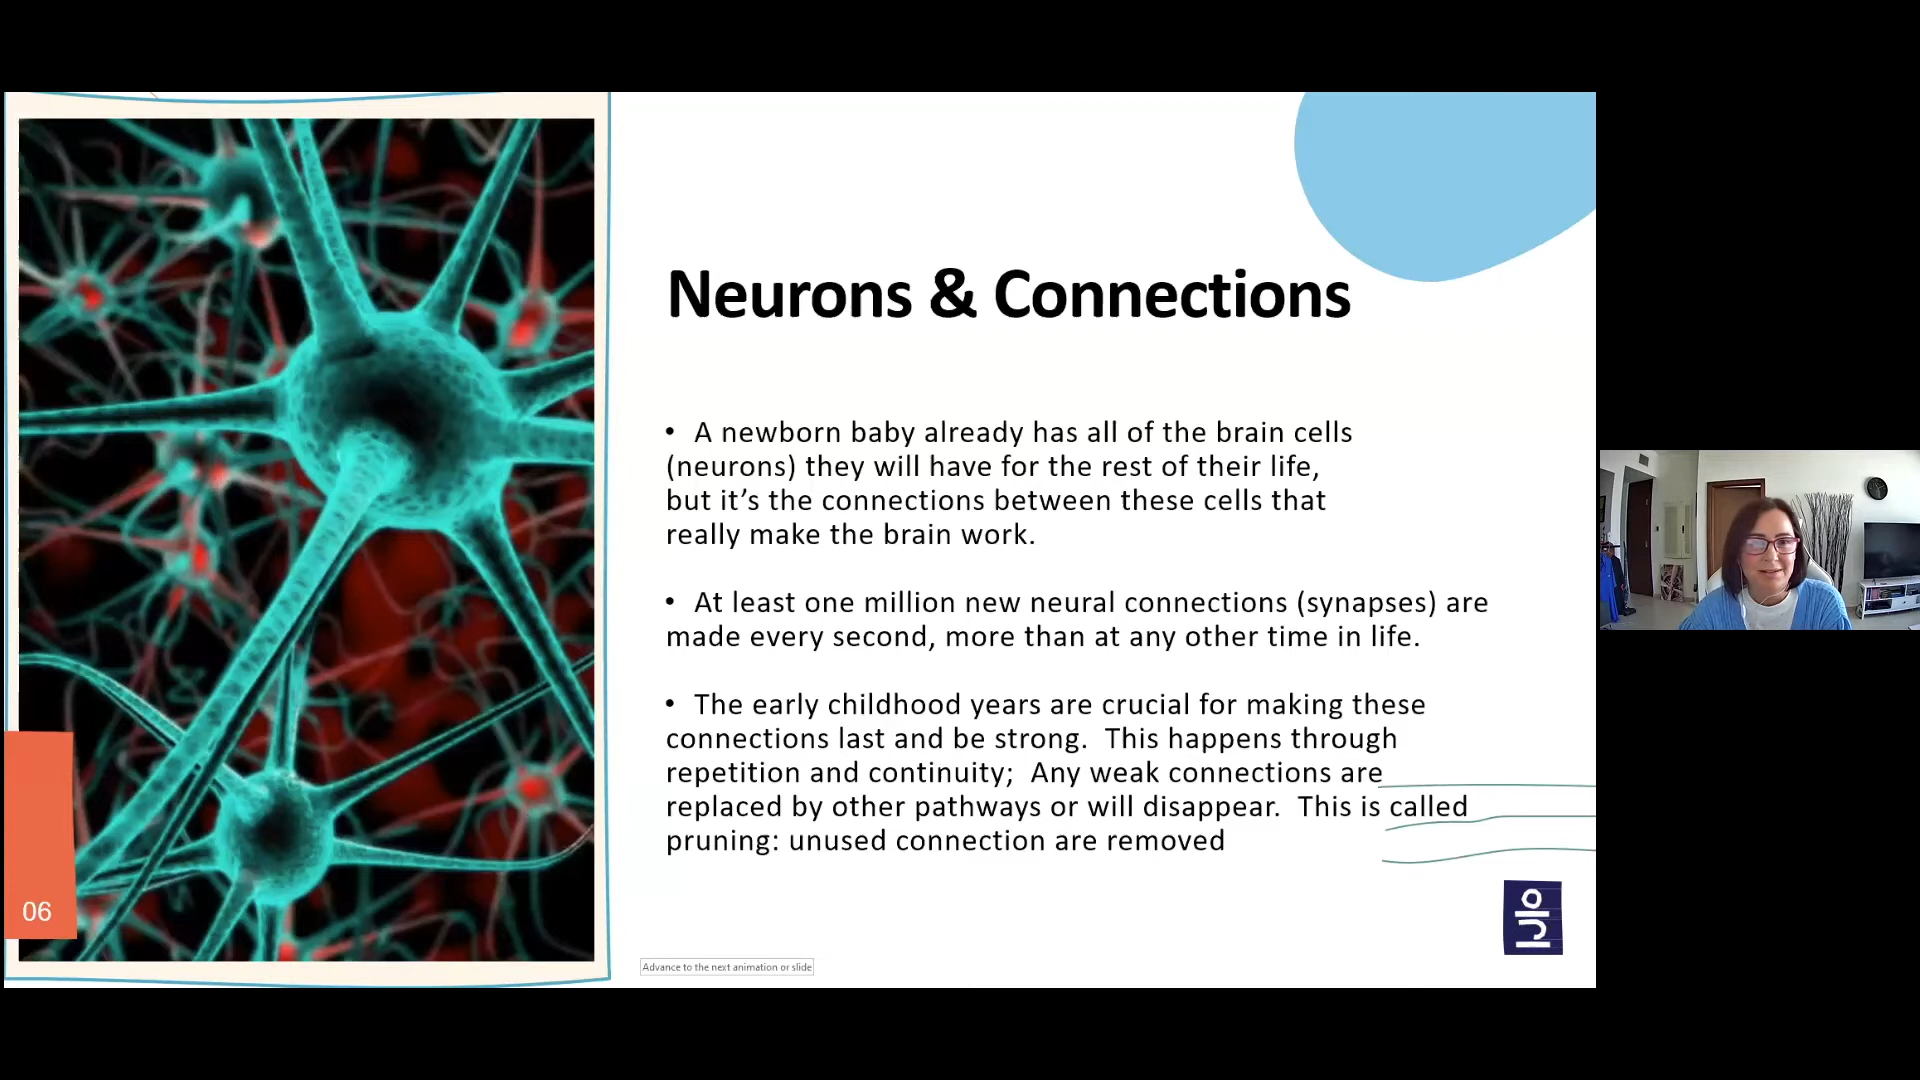 Neurons & Connections
• A newborn baby already has all of the brain cells
(neurons) they will have for the rest of their life,
but it’s the connections between these cells that
really make the brain work.
• At least one million new neural connections (synapses) are
made every second, more than at any other time in life.
• The early childhood years are crucial for making these
connections last and be strong.  This happens through
repetition and continuity;  Any weak connections are
replaced by other pathways or will disappear.  This is called
pruning: unused connection are removed
06
Advance to the next animation or slide